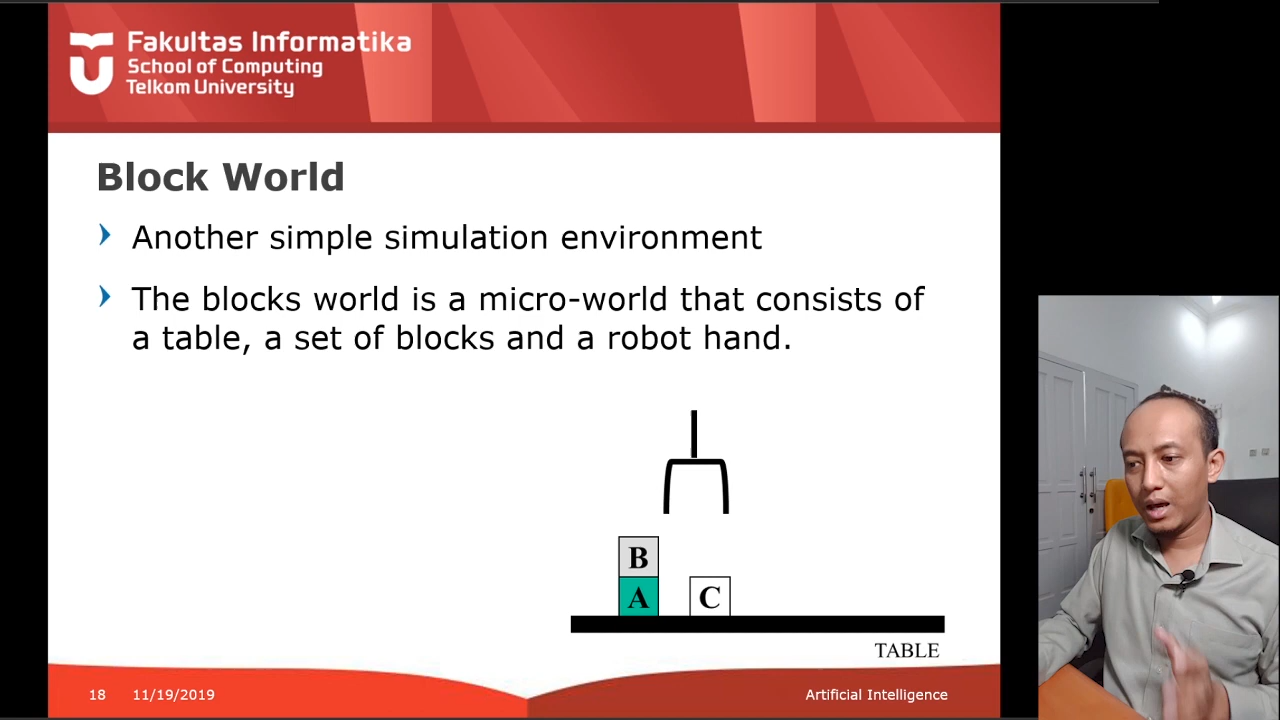 Fakultas Informatika
School of Computing
Telkom University
Block World
Another simple simulation environment
The blocks world is a micro-world that consists of
a table, a set of blocks and a robot hand.
B
A
C
TABLE
18
11/19/2019
Artificial Intelligence